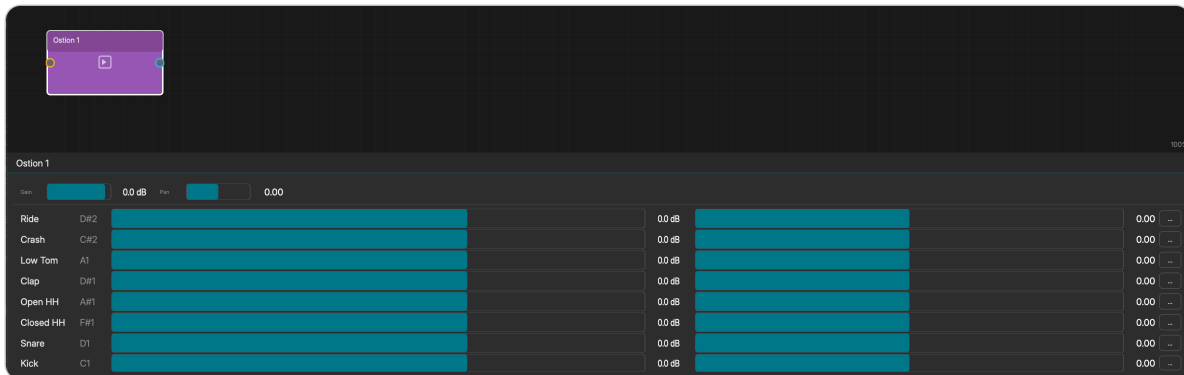 Ostion 1
100%
Ostion 1
Gain 0.0 dB Pan 0.00
Ride D#2 0.0 dB 0.00 ...
Crash C#2 0.0 dB 0.00 ...
Low Tom A1 0.0 dB 0.00 ...
Clap D#1 0.0 dB 0.00 ...
Open HH A#1 0.0 dB 0.00 ...
Closed HH F#1 0.0 dB 0.00 ...
Snare D1 0.0 dB 0.00 ...
Kick C1 0.0 dB 0.00 ...